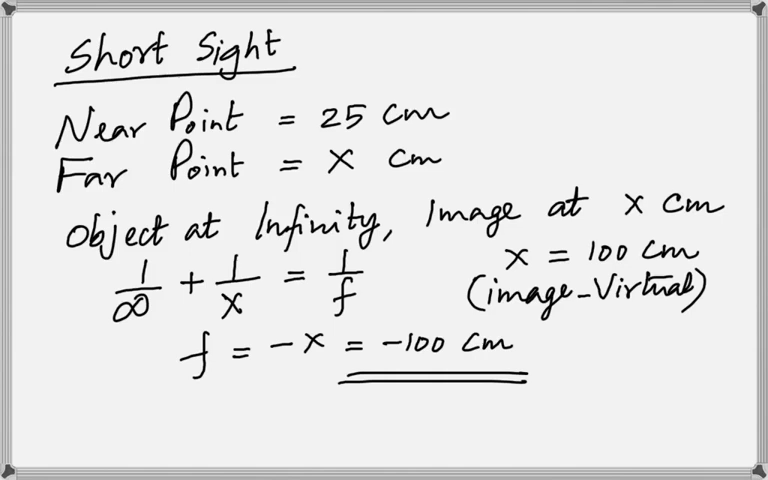 Short Sight
Near Point = 25 cm
Far Point = x cm
Object at Infinity, Image at x cm
1/∞ + 1/x = 1/f
x = 100 cm
(image-Virtual)
f = -x = -100 cm